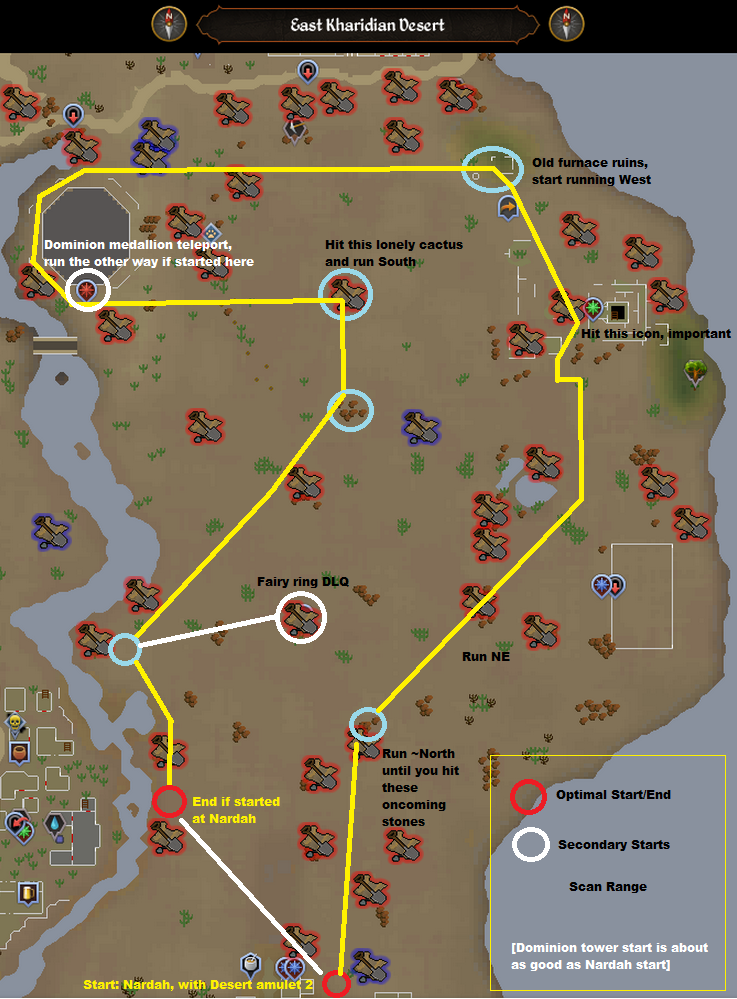 East Kharidian Desert
Old furnace ruins,
start running West
Dominion medallion teleport,
run the other way if started here
Hit this lonely cactus
and run South
Hit this icon, important
Fairy ring DLQ
Run NE
Run ~North
until you hit
these
oncoming
stones
End if started
at Nardah
Start: Nardah, with Desert amulet 2
Optimal Start/End
Secondary Starts
Scan Range
[Dominion tower start is about
as good as Nardah start]